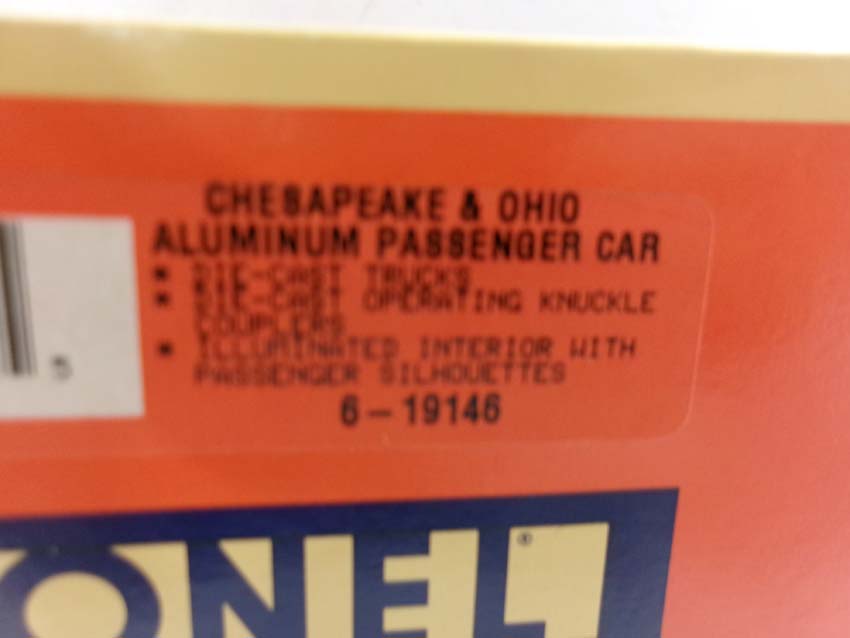 CHESAPEAKE & OHIO
ALUMINUM PASSENGER CAR
▪ DIE-CAST TRUCKS
▪ DIE-CAST OPERATING KNUCKLE
COUPLERS
▪ ILLUMINATED INTERIOR WITH
PASSENGER SILHOUETTES
6-19146
5
ONEL®